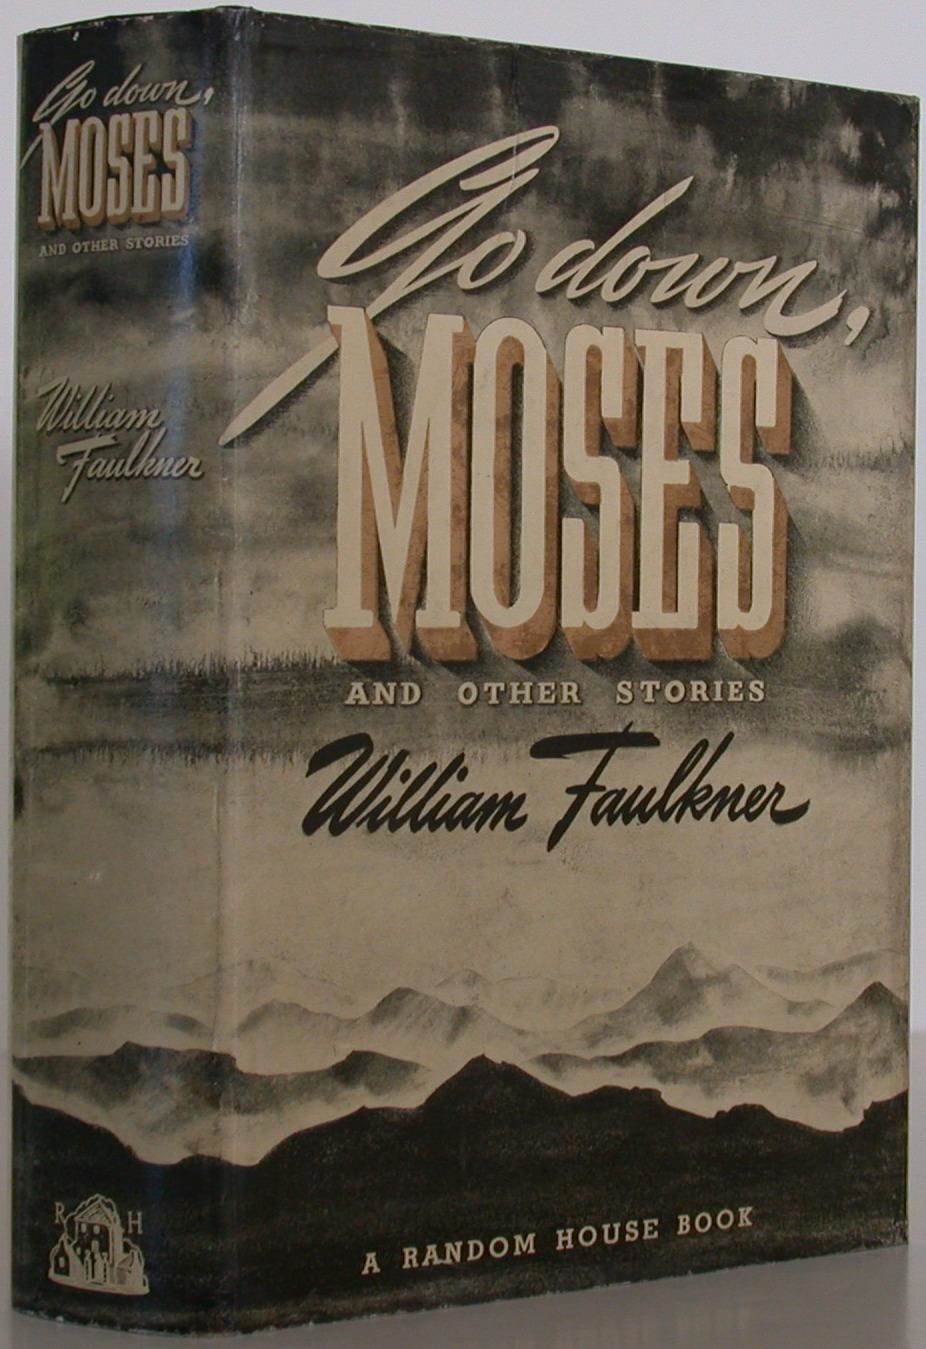 Go down,
MOSES
AND OTHER STORIES
William
Faulkner
R H
Go down,
MOSES
AND OTHER STORIES
William Faulkner
A RANDOM HOUSE BOOK